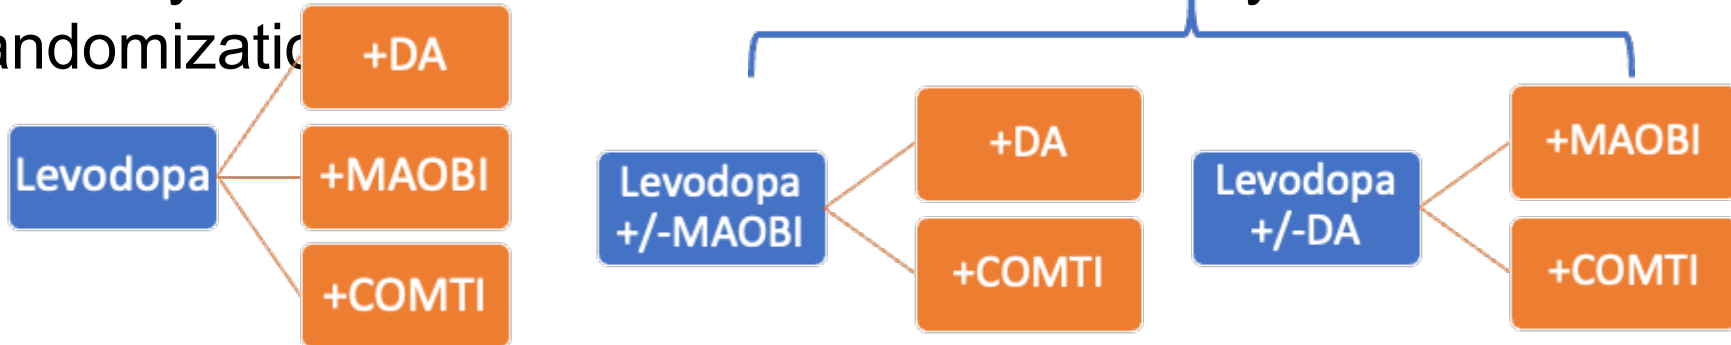 +DA
Levodopa
+MAOBI
+COMTI
Levodopa
+/-MAOBI
+DA
+COMTI
Levodopa
+/-DA
+MAOBI
+COMTI